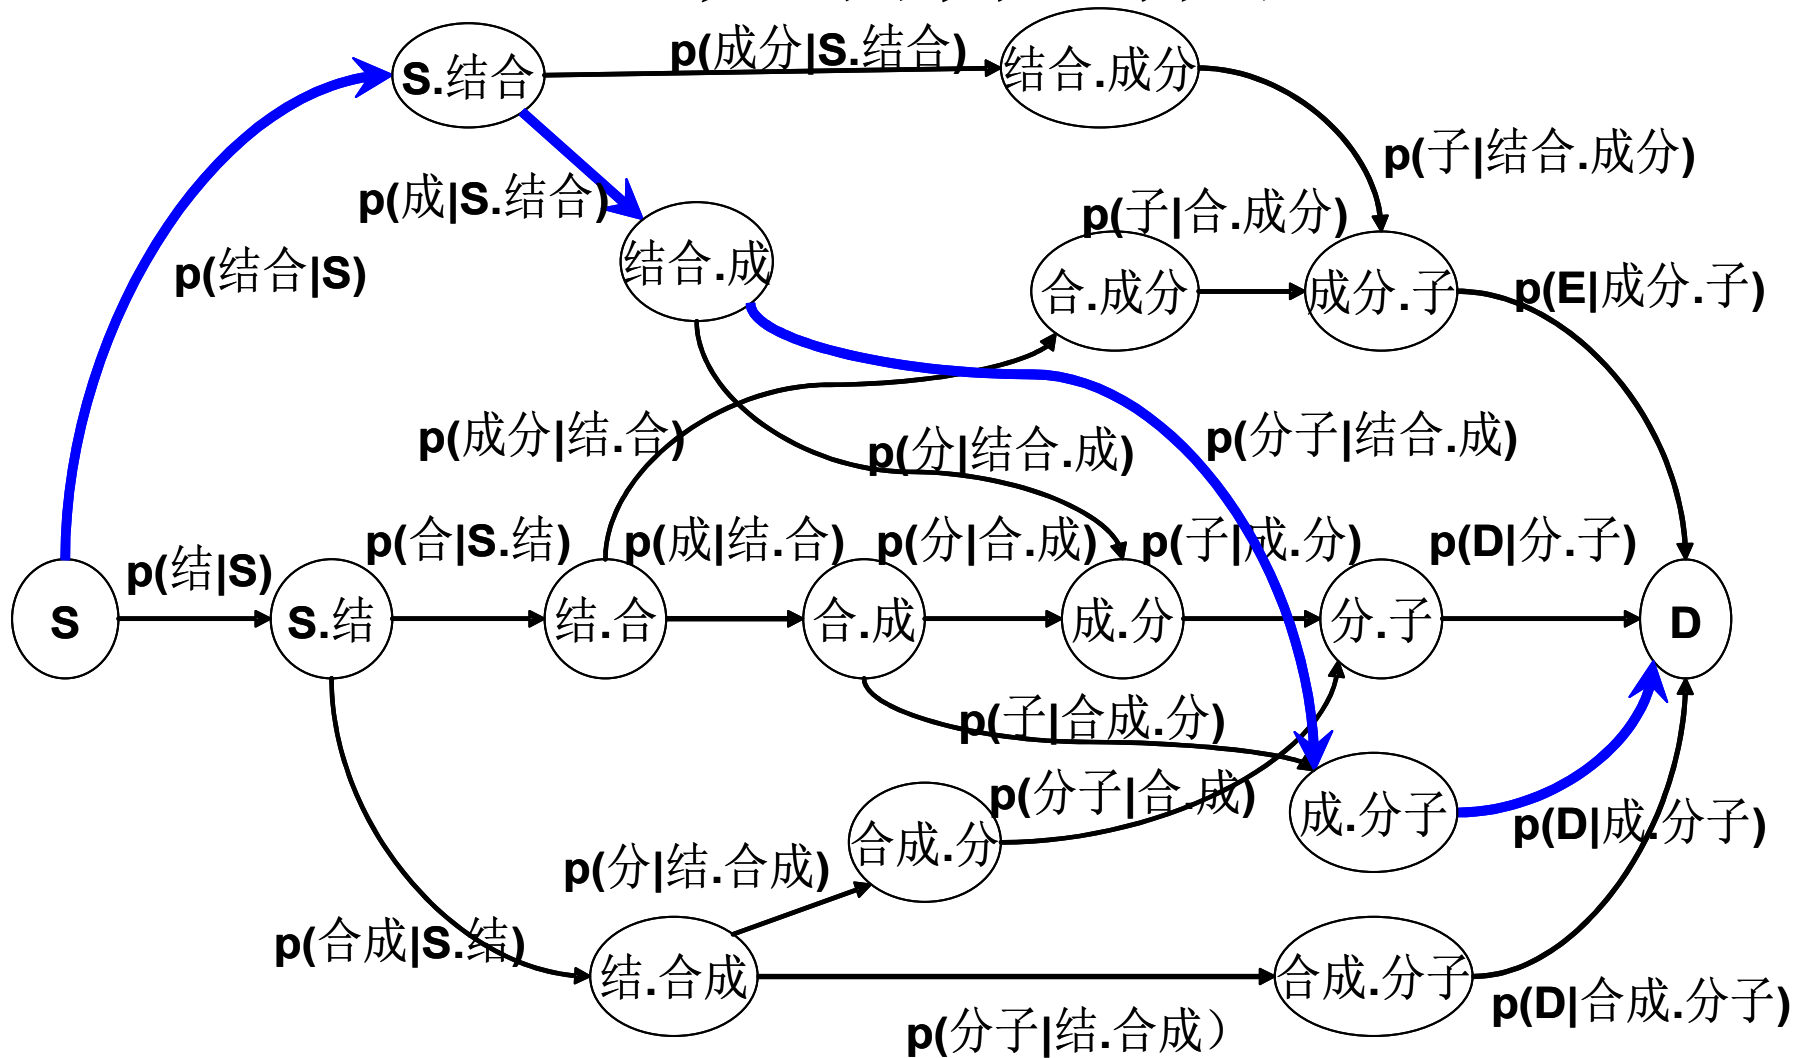 p(成分|S.结合)
S.结合
结合.成分
p(子|结合.成分)
p(成|S.结合)
p(子|合.成分)
p(结合|S)
结合.成
合.成分
成分.子
p(E|成分.子)
p(成分|结.合)
p(分|结合.成)
p(分子|结合.成)
p(结|S)
p(合|S.结)
p(成|结.合)
p(分|合.成)
p(子|成.分)
p(D|分.子)
S
S.结
结.合
合.成
成.分
分.子
D
p(子|合成.分)
p(分子|合.成)
成.分子
p(D|成.分子)
合成.分
p(分|结.合成)
p(合成|S.结)
结.合成
合成.分子
p(D|合成.分子)
p(分子|结.合成）